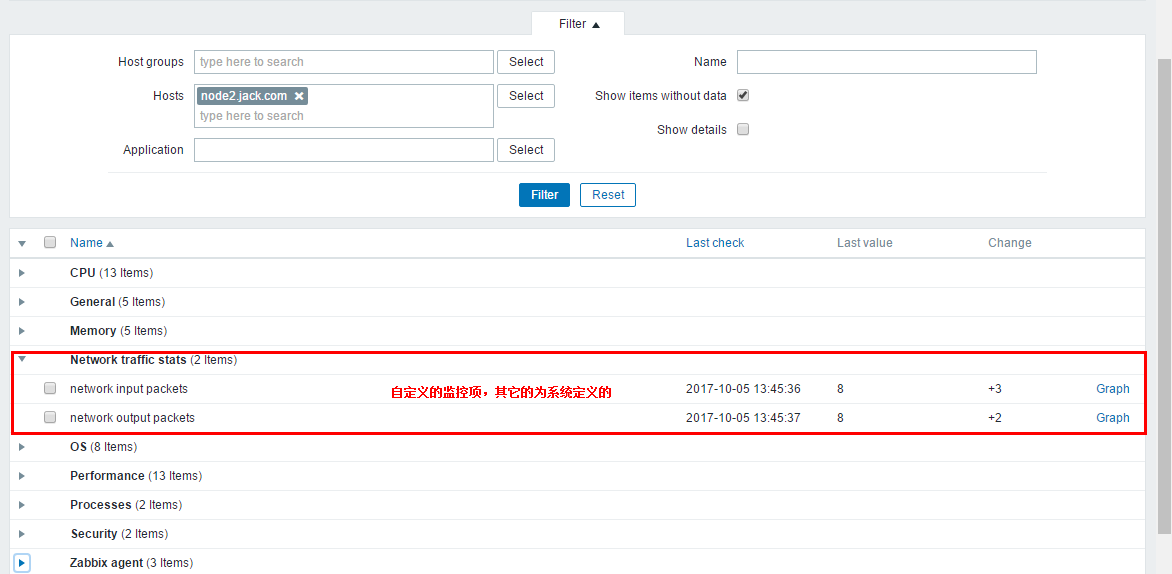 Filter
Host groups type here to search Select Name
Hosts node2.jack.com Select Show items without data
type here to search
Show details
Application Select
Filter Reset
Name Last check Last value Change
CPU (13 Items)
General (5 Items)
Memory (5 Items)
Network traffic stats (2 Items)
network input packets 自定义的监控项，其它的为系统定义的 2017-10-05 13:45:36 8 +3 Graph
network output packets 2017-10-05 13:45:37 8 +2 Graph
OS (8 Items)
Performance (13 Items)
Processes (2 Items)
Security (2 Items)
Zabbix agent (3 Items)